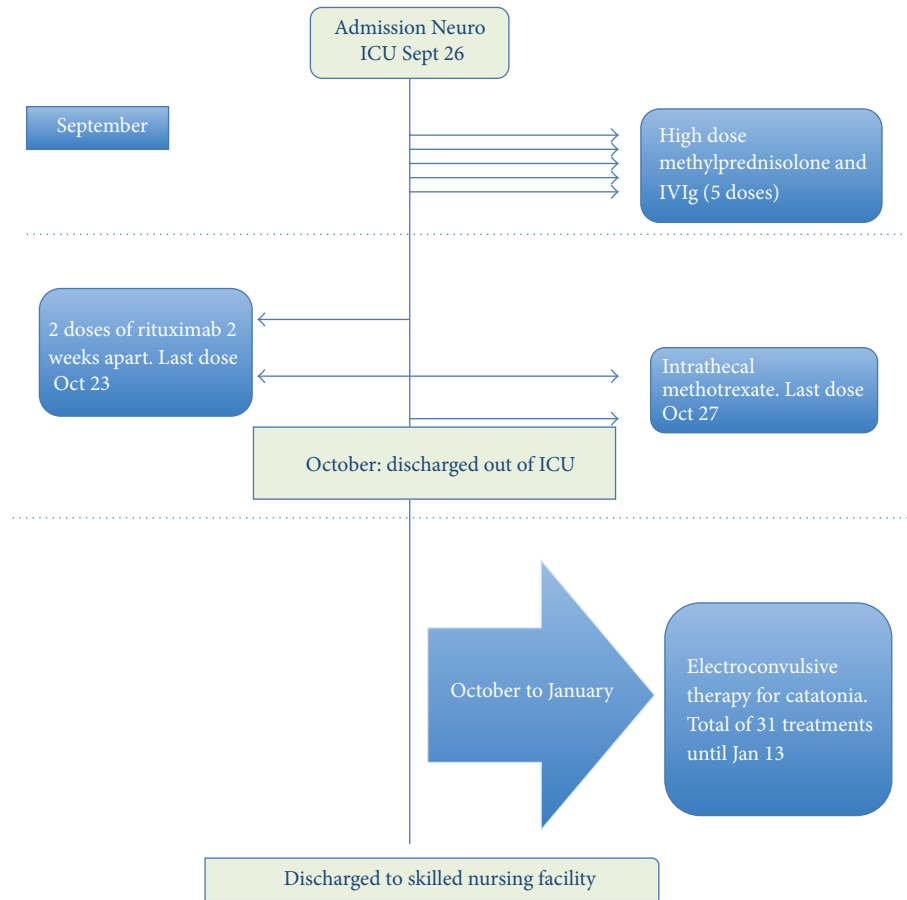 Admission Neuro
ICU Sept 26
September
High dose
methylprednisolone and
IVIg (5 doses)
2 doses of rituximab 2
weeks apart. Last dose
Oct 23
Intrathecal
methotrexate. Last dose
Oct 27
October: discharged out of ICU
October to January
Electroconvulsive
therapy for catatonia.
Total of 31 treatments
until Jan 13
Discharged to skilled nursing facility